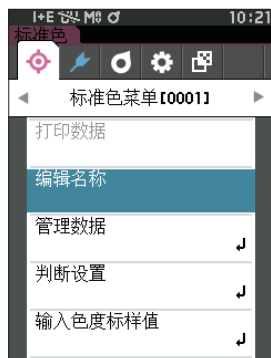 10:21
标准色
标准色菜单[0001]
打印数据
编辑名称
管理数据
判断设置
输入色度标样值